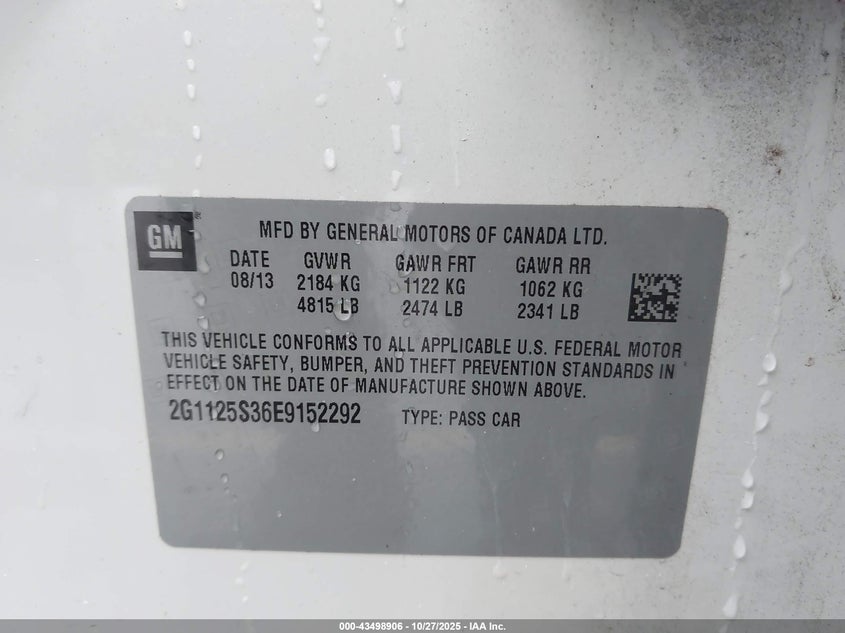 GM
MFD BY GENERAL MOTORS OF CANADA LTD.
DATE GVWR GAWR FRT GAWR RR
08/13 2184 KG 1122 KG 1062 KG
4815 LB 2474 LB 2341 LB
THIS VEHICLE CONFORMS TO ALL APPLICABLE U.S. FEDERAL MOTOR
VEHICLE SAFETY, BUMPER, AND THEFT PREVENTION STANDARDS IN
EFFECT ON THE DATE OF MANUFACTURE SHOWN ABOVE.
2G1125S36E9152292 TYPE: PASS CAR
000-43498906 - 10/27/2025 - IAA Inc.